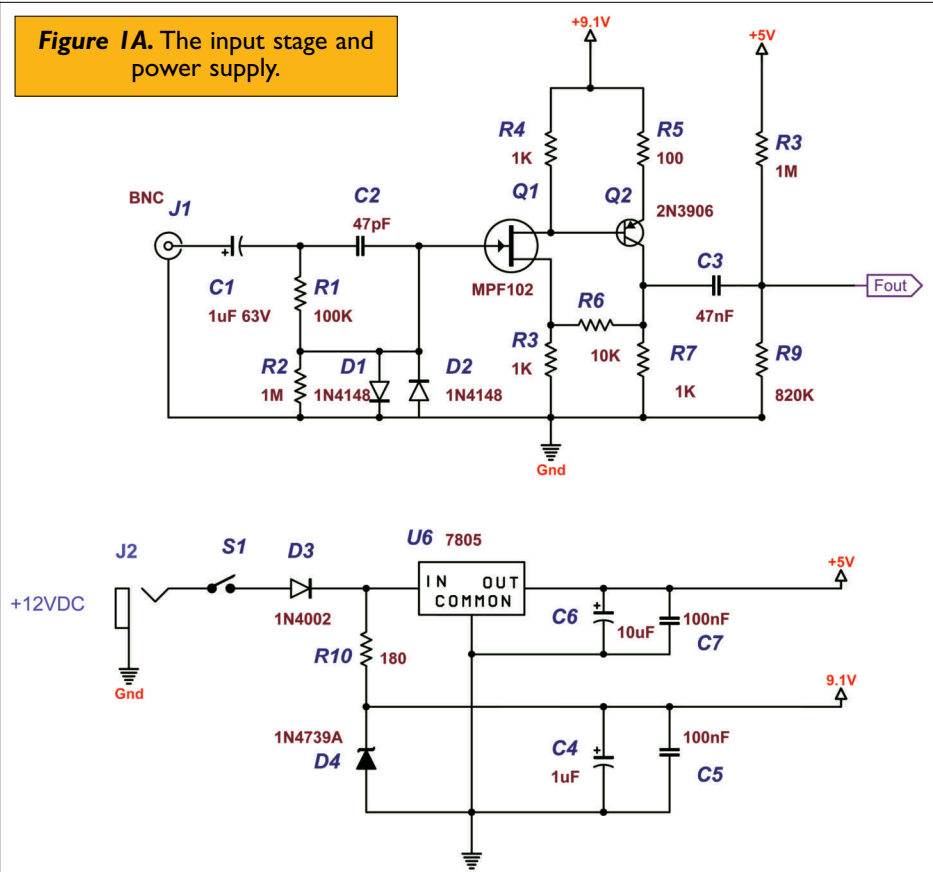 Figure 1A. The input stage and
power supply.
+9.1V
+5V
R4
1K
R5
100
R3
1M
BNC
J1
C2
47pF
Q1
Q2
2N3906
C1
1uF 63V
R1
100K
MPF102
R6
10K
C3
47nF
Fout
R2
1M
D1
1N4148
D2
1N4148
R3
1K
R7
1K
R9
820K
Gnd
J2
S1
D3
U6 7805
+5V
+12VDC
IN OUT
COMMON
1N4002
C6
10uF
100nF
C7
R10
180
Gnd
9.1V
1N4739A
D4
C4
1uF
100nF
C5